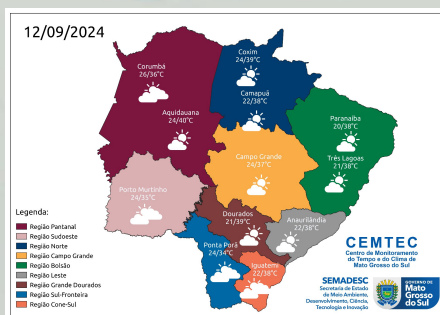 12/09/2024
Corumbá
26/36°C
Coxim
24/39°C
Camapuã
22/38°C
Aquidauana
24/40°C
Paranaíba
20/38°C
Três Lagoas
21/38°C
Campo Grande
24/37°C
Porto Murtinho
24/35°C
Dourados
21/39°C
Anaurilândia
22/38°C
Ponta Porã
24/34°C
Iguatemi
22/38°C
Legenda:
Região Pantanal
Região Sudoeste
Região Norte
Região Campo Grande
Região Bolsão
Região Leste
Região Grande Dourados
Região Sul-Fronteira
Região Cone-Sul
CEMTEC
Centro de Monitoramento
do Tempo e do Clima de
Mato Grosso do Sul
SEMADESC
Secretaria de Estado
de Meio Ambiente,
Desenvolvimento, Ciência,
Tecnologia e Inovação
GOVERNO DE
Mato
Grosso
do Sul